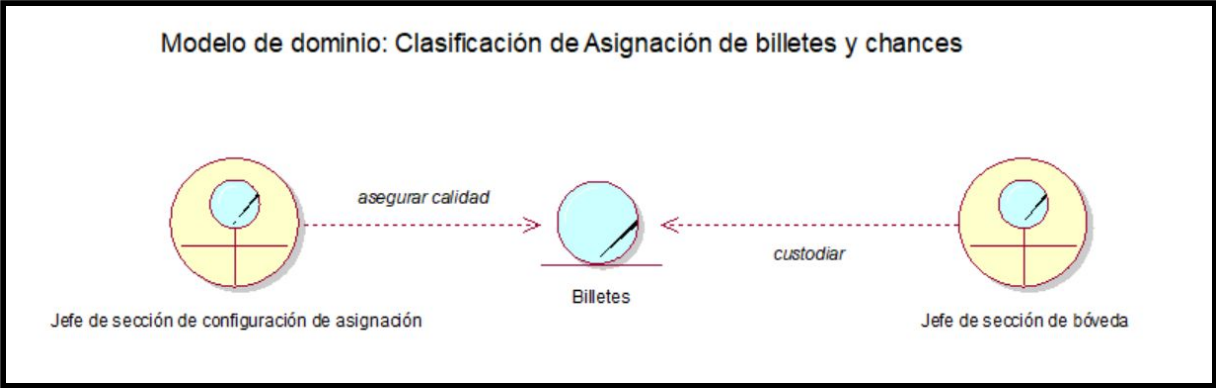 Modelo de dominio: Clasificación de Asignación de billetes y chances
asegurar calidad
custodiar
Billetes
Jefe de sección de configuración de asignación
Jefe de sección de bóveda